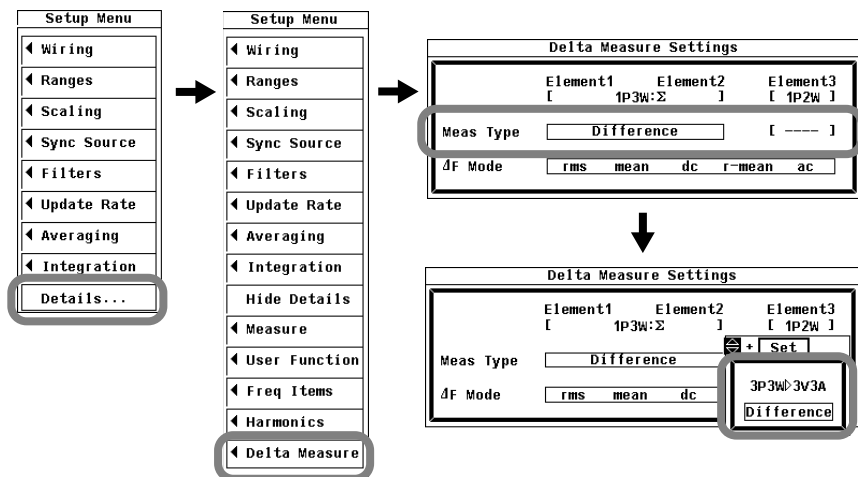 Setup Menu
Wiring
Ranges
Scaling
Sync Source
Filters
Update Rate
Averaging
Integration
Details...
Setup Menu
Wiring
Ranges
Scaling
Sync Source
Filters
Update Rate
Averaging
Integration
Hide Details
Measure
User Function
Freq Items
Harmonics
Delta Measure
Delta Measure Settings
Element1 Element2 Element3
[ 1P3W:Σ ] [ 1P2W ]
Meas Type Difference [ ---- ]
ΔF Mode rms mean dc r-mean ac
Delta Measure Settings
Element1 Element2 Element3
[ 1P3W:Σ ] [ 1P2W ]
+ Set
Meas Type Difference
3P3W▷3V3A
ΔF Mode rms mean dc
Difference